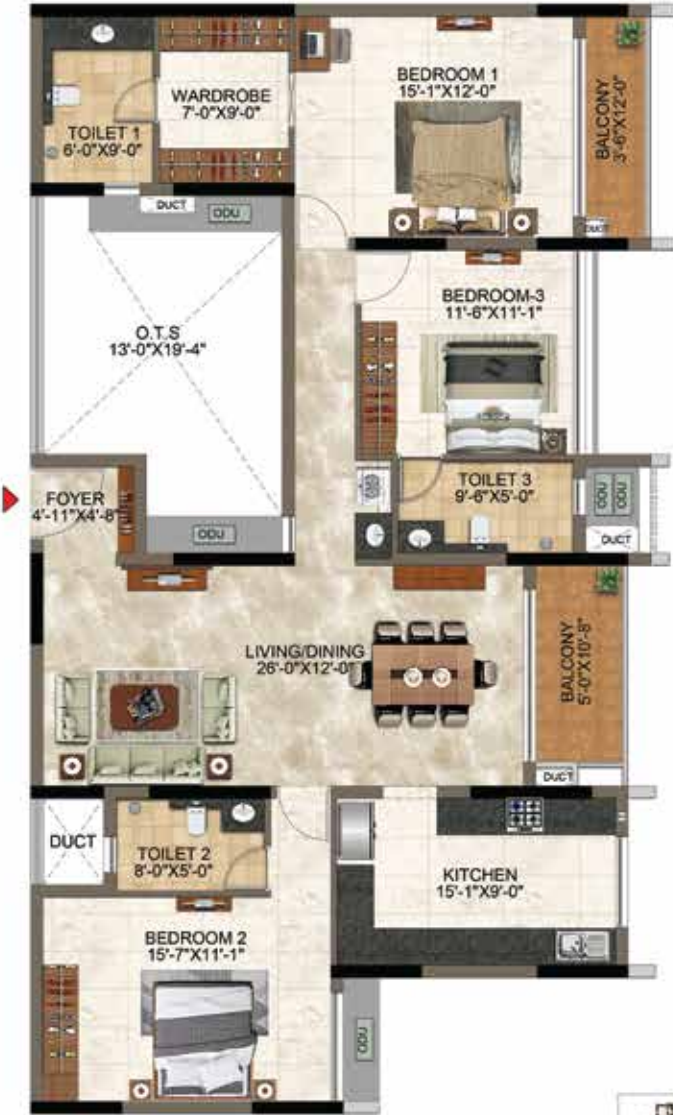 WARDROBE
7'-0"X9'-0"
TOILET 1
6'-0"X9'-0"
BEDROOM 1
15'-1"X12'-0"
BALCONY
3'-6"X12'-0"
DUCT
ODU
DUCT
O.T.S
13'-0"X19'-4"
BEDROOM-3
11'-6"X11'-1"
FOYER
4'-11"X4'-8"
ODU
TOILET 3
9'-6"X5'-0"
ODU
ODU
DUCT
LIVING/DINING
26'-0"X12'-0"
BALCONY
5'-0"X10'-8"
DUCT
DUCT
TOILET 2
8'-0"X5'-0"
KITCHEN
15'-1"X9'-0"
BEDROOM 2
15'-7"X11'-1"
ODU